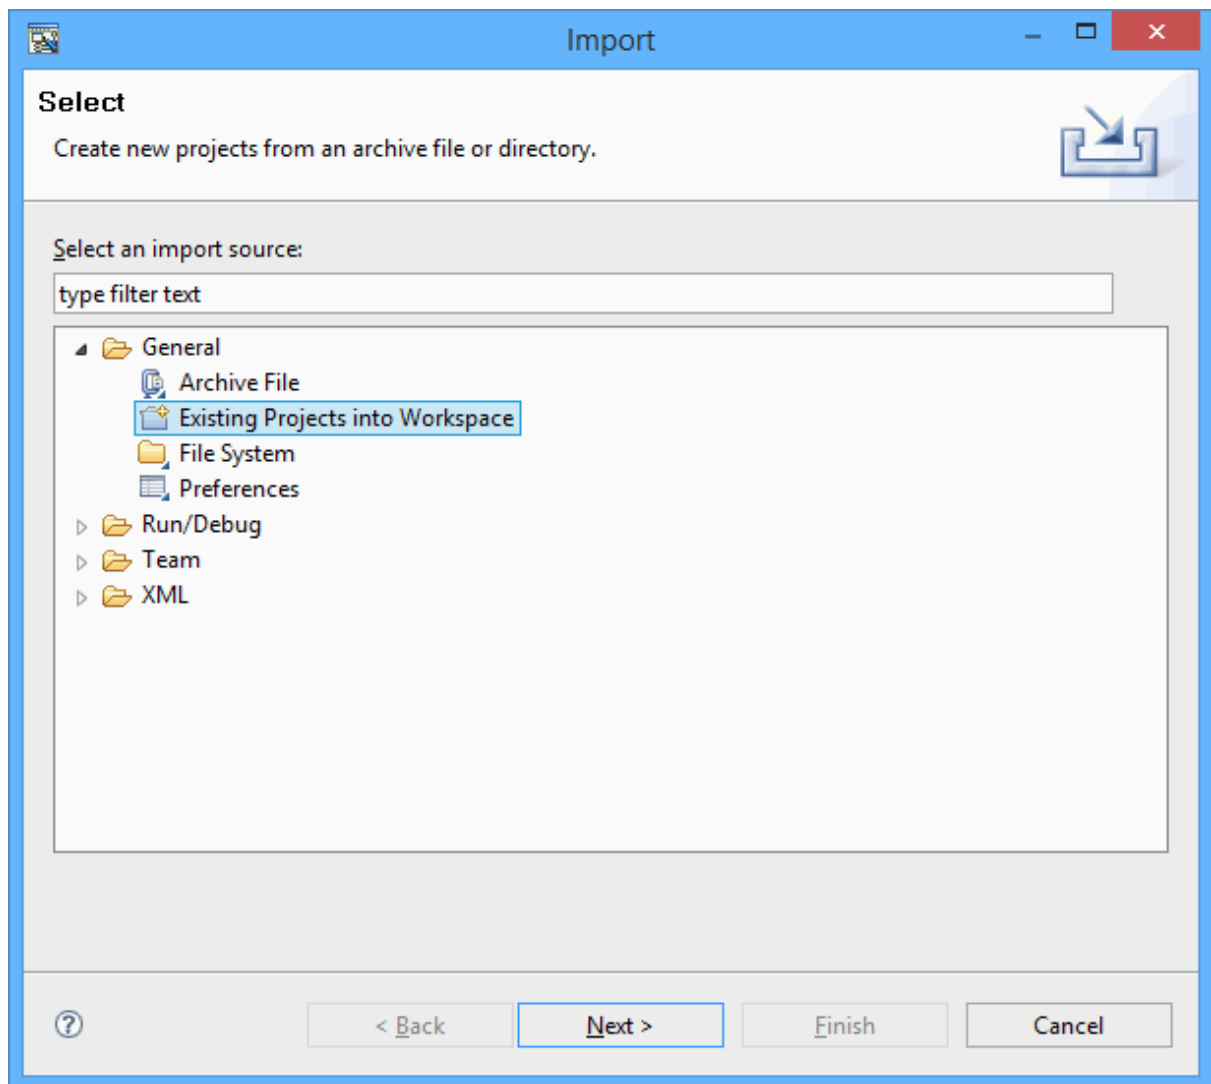 Import
Select
Create new projects from an archive file or directory.
Select an import source:
type filter text
General
Archive File
Existing Projects into Workspace
File System
Preferences
Run/Debug
Team
XML
? < Back Next > Finish Cancel